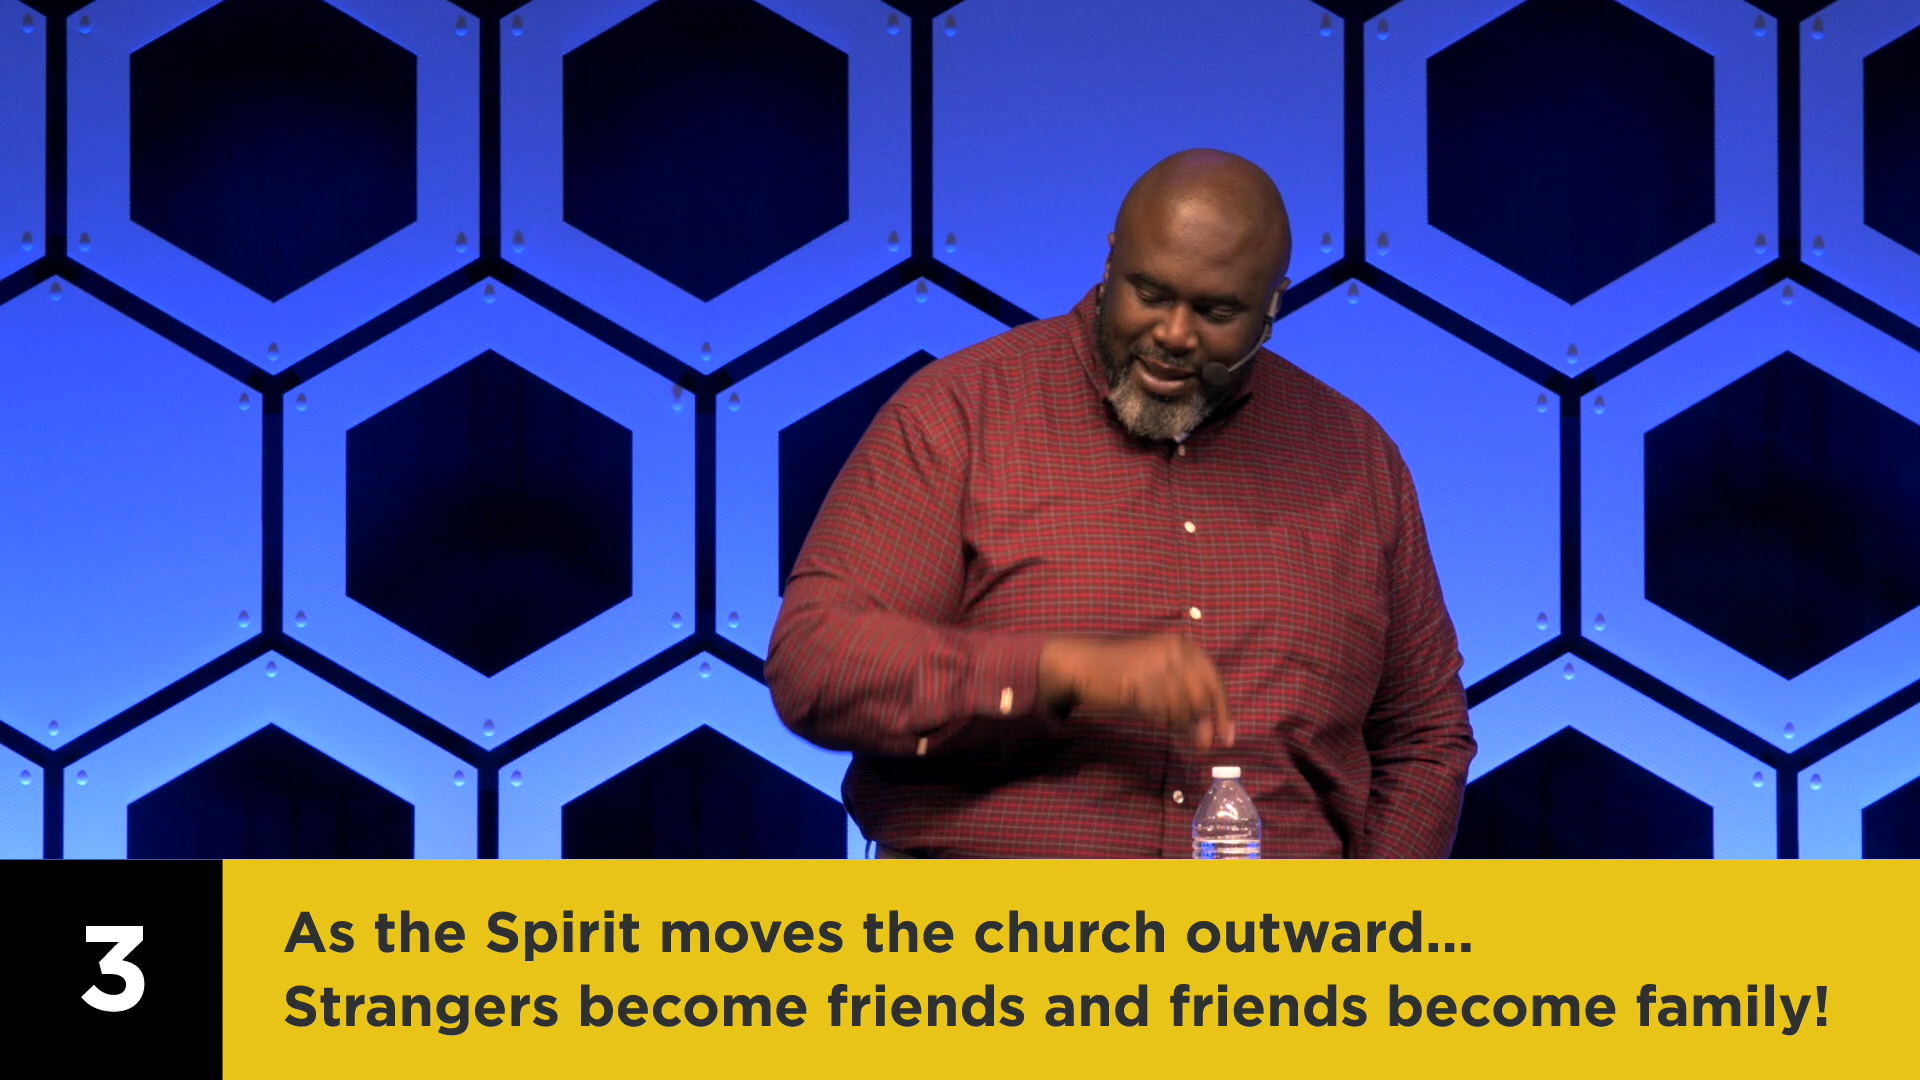 3
As the Spirit moves the church outward...
Strangers become friends and friends become family!